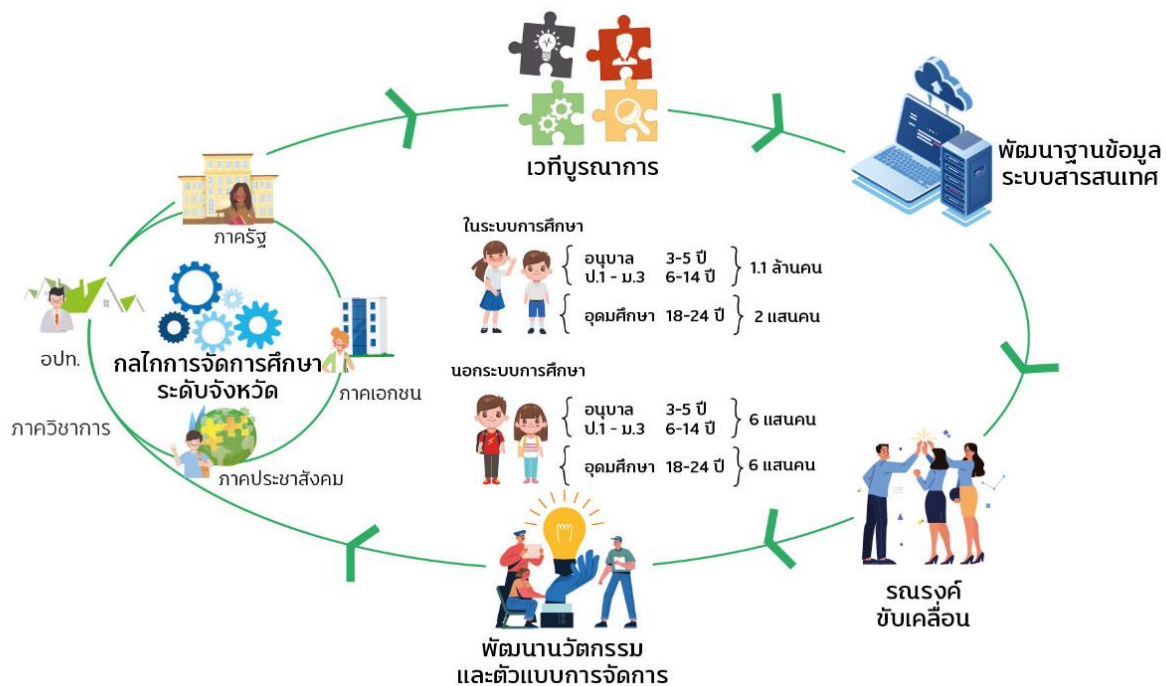 เวทีบูรณาการ
พัฒนาฐานข้อมูล
ระบบสารสนเทศ
ภาครัฐ
อปท.
กลไกการจัดการศึกษา
ระดับจังหวัด
ภาคเอกชน
ภาควิชาการ
ภาคประชาสังคม
ในระบบการศึกษา
อนุบาล 3-5 ปี
ป.1 - ม.3 6-14 ปี
1.1 ล้านคน
อุดมศึกษา 18-24 ปี 2 แสนคน
นอกระบบการศึกษา
อนุบาล 3-5 ปี
ป.1 - ม.3 6-14 ปี
6 แสนคน
อุดมศึกษา 18-24 ปี 6 แสนคน
รณรงค์
ขับเคลื่อน
พัฒนานวัตกรรม
และตัวแบบการจัดการ